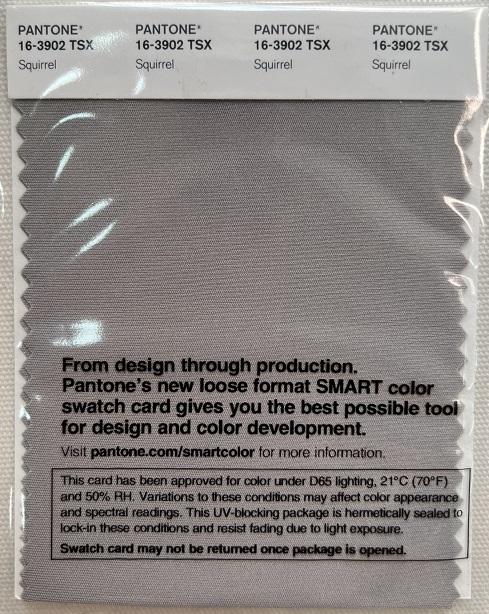 PANTONE® PANTONE® PANTONE® PANTONE®
16-3902 TSX 16-3902 TSX 16-3902 TSX 16-3902 TSX
Squirrel Squirrel Squirrel Squirrel
From design through production.
Pantone's new loose format SMART color
swatch card gives you the best possible tool
for design and color development.
Visit pantone.com/smartcolor for more information.
This card has been approved for color under D65 lighting, 21°C (70°F)
and 50% RH. Variations to these conditions may affect color appearance
and spectral readings. This UV-blocking package is hermetically sealed to
lock-in these conditions and resist fading due to light exposure.
Swatch card may not be returned once package is opened.